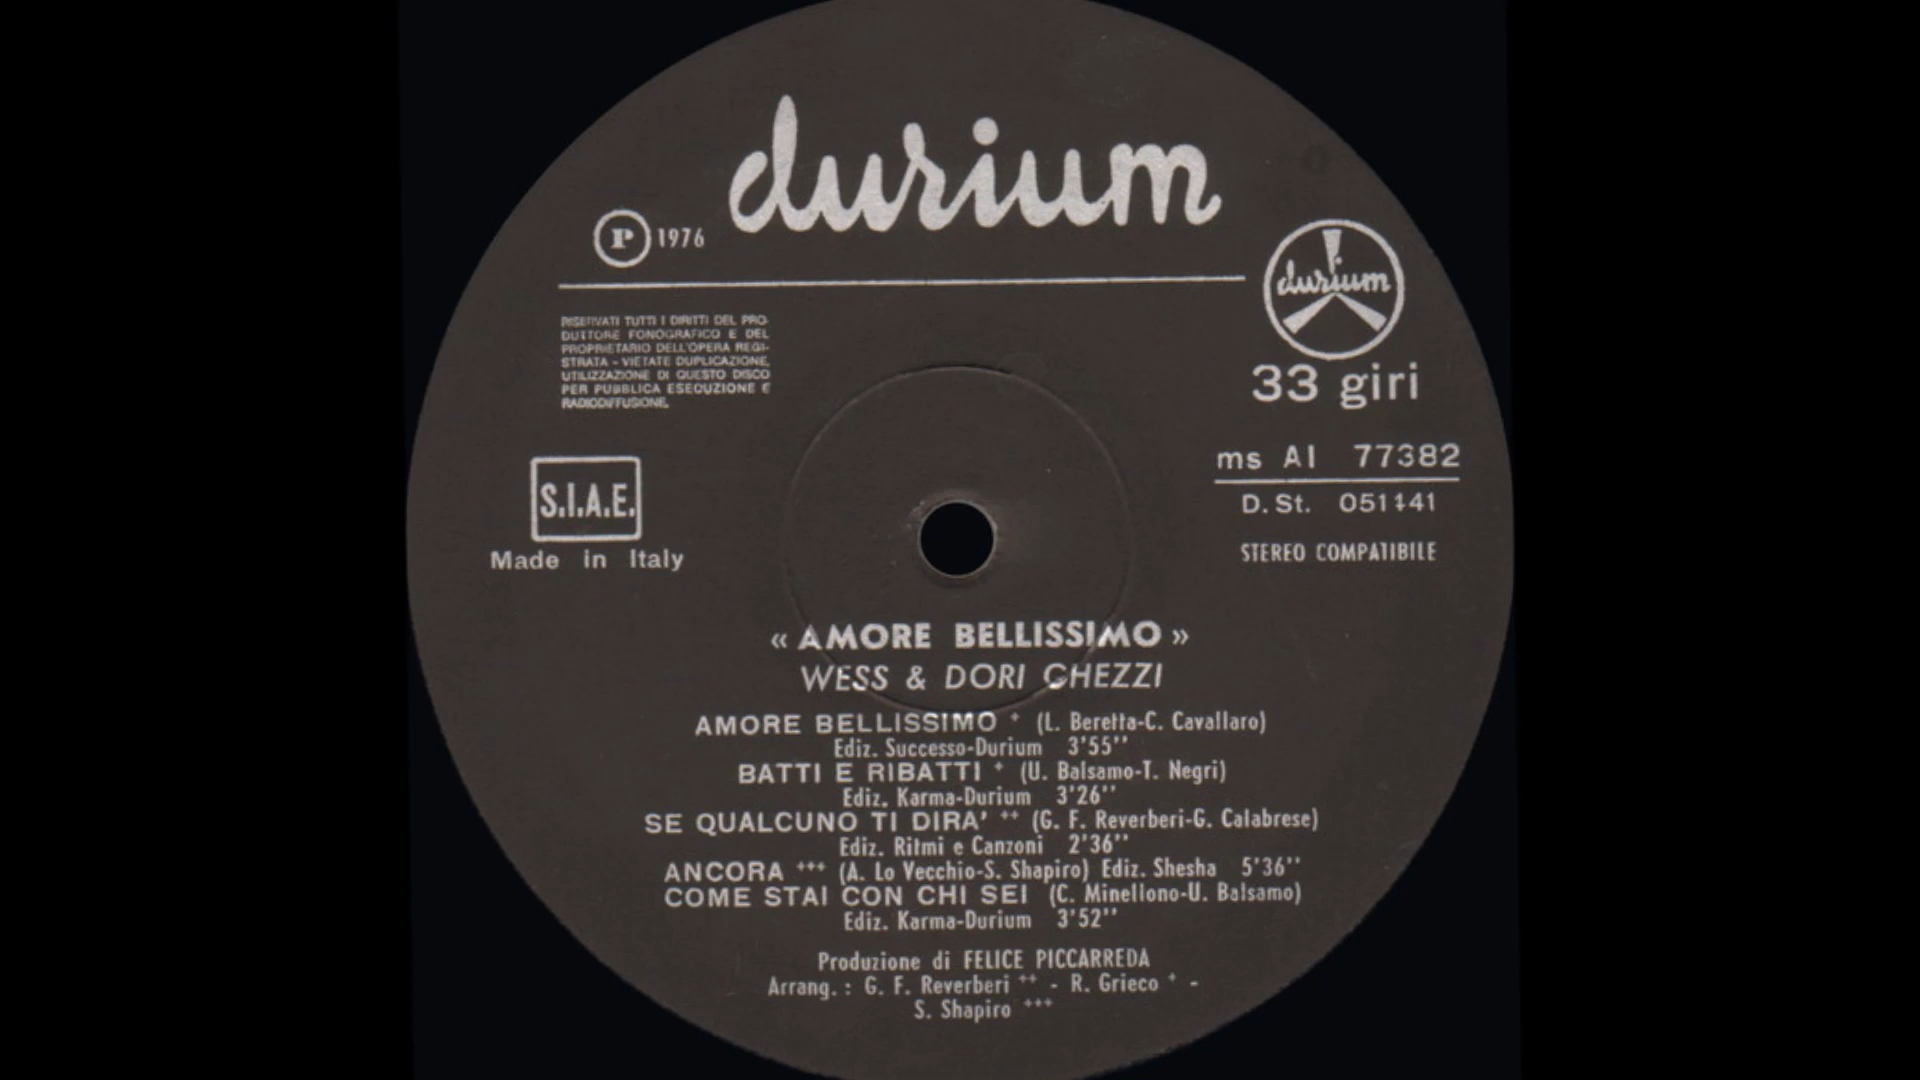 durium
P 1976
durium
33 giri
RISERVATI TUTTI I DIRITTI DEL PRO-
DUTTORE FONOGRAFICO E DEL
PROPRIETARIO DELL'OPERA REGI-
STRATA - VIETATE DUPLICAZIONE,
UTILIZZAZIONE DI QUESTO DISCO
PER PUBBLICA ESECUZIONE E
RADIODIFFUSIONE.
ms AI 77382
D. St. 051141
STEREO COMPATIBILE
S.I.A.E.
Made in Italy
« AMORE BELLISSIMO »
WESS & DORI GHEZZI
AMORE BELLISSIMO + (L. Beretta-C. Cavallaro)
Ediz. Successo-Durium 3'55''
BATTI E RIBATTI + (U. Balsamo-T. Negri)
Ediz. Karma-Durium 3'26''
SE QUALCUNO TI DIRA' ++ (G. F. Reverberi-G. Calabrese)
Ediz. Ritmi e Canzoni 2'36''
ANCORA +++ (A. Lo Vecchio-S. Shapiro) Ediz. Shesha 5'36''
COME STAI CON CHI SEI (C. Minellono-U. Balsamo)
Ediz. Karma-Durium 3'52''
Produzione di FELICE PICCARREDA
Arrang. : G. F. Reverberi ++ - R. Grieco + -
S. Shapiro +++